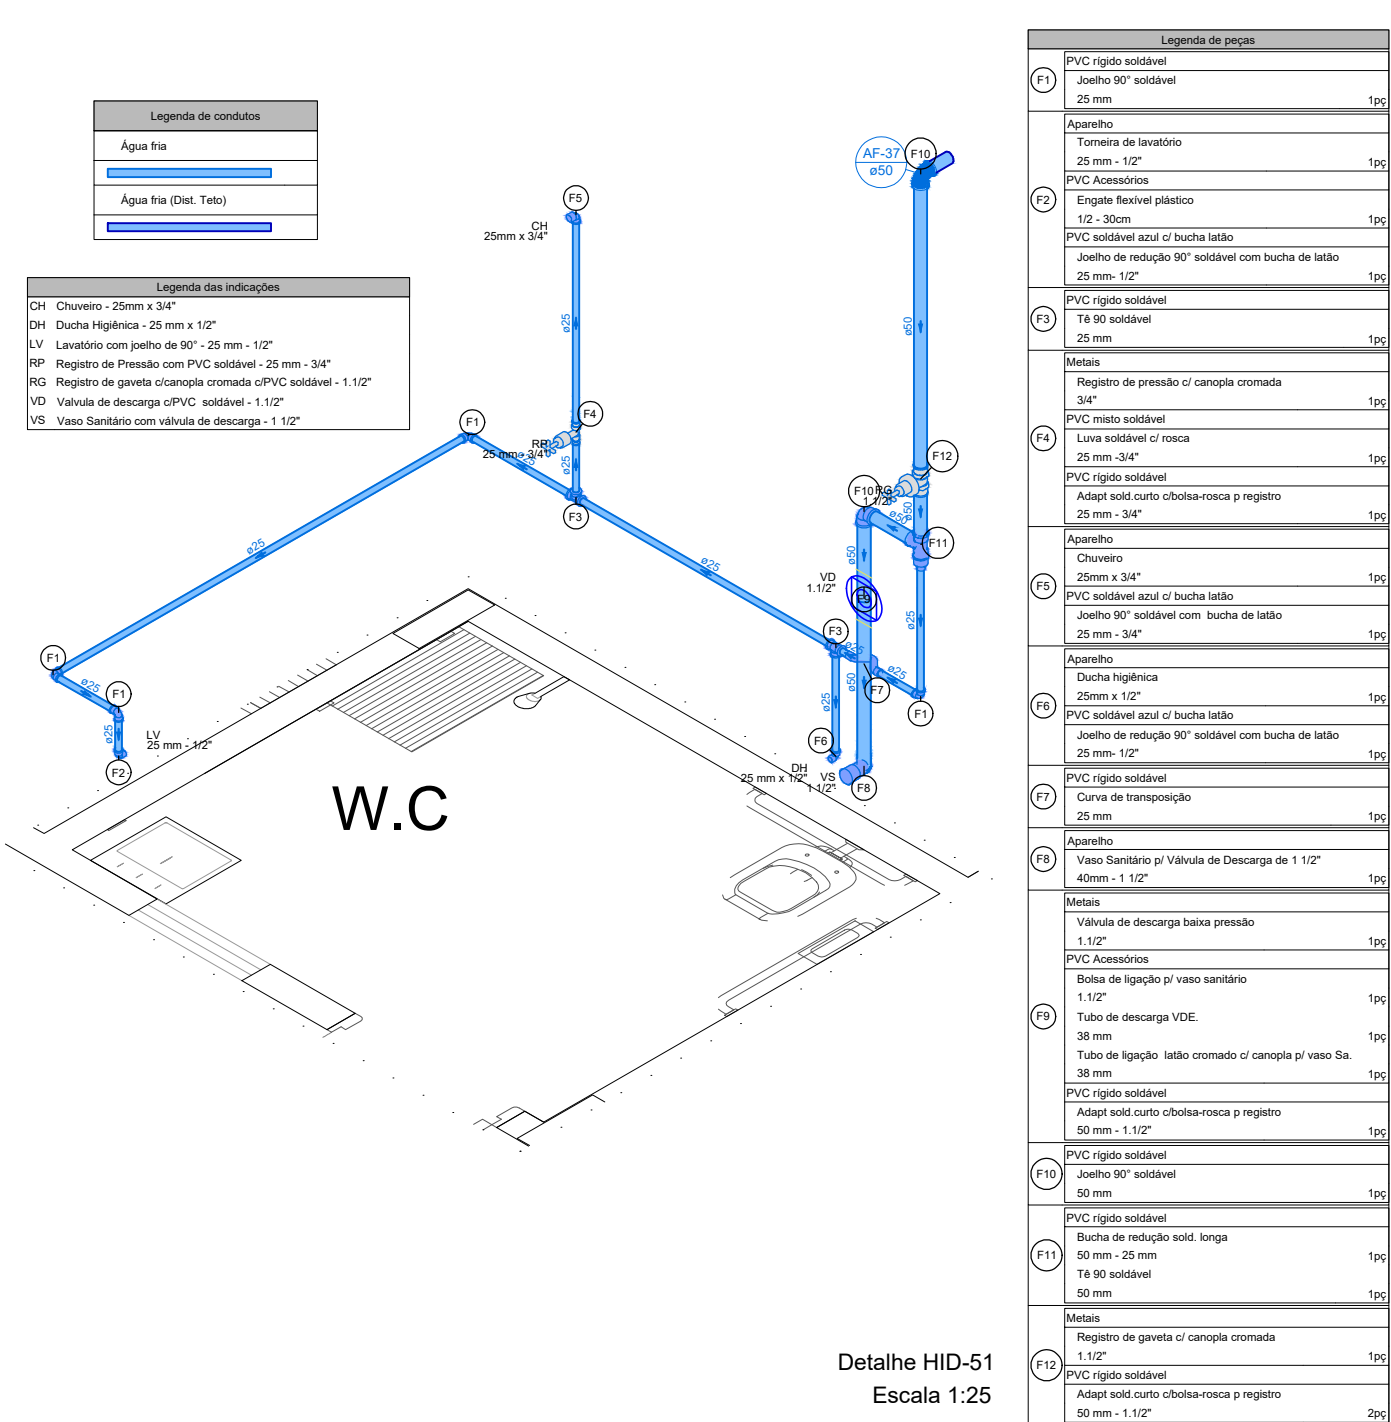 Legenda de condutos
Água fria
Água fria (Dist. Teto)
Legenda das indicações
CH Chuveiro - 25mm x 3/4"
DH Ducha Higiênica - 25 mm x 1/2"
LV Lavatório com joelho de 90° - 25 mm - 1/2"
RP Registro de Pressão com PVC soldável - 25 mm - 3/4"
RG Registro de gaveta c/canopla cromada c/PVC soldável - 1.1/2"
VD Valvula de descarga c/PVC soldável - 1.1/2"
VS Vaso Sanitário com válvula de descarga - 1 1/2"
AF-37
ø50
F10
F5
CH
25mm x 3/4"
ø25
ø50
F4
F1
RP
25 mm - 3/4"
ø25
ø25
F3
F12
F10
RG
1.1/2"
ø50
ø50
F11
ø25
ø25
ø50
VD
1.1/2"
F9
ø25
F3
ø25
ø50
ø25
F7
F1
F1
ø25
F1
ø25
LV
25 mm - 1/2"
F2
ø25
F6
DH
25 mm x 1/2"
VS
1 1/2"
F8
W.C
Detalhe HID-51
Escala 1:25
Legenda de peças
F1
PVC rígido soldável
Joelho 90° soldável
25 mm 1pç
F2
Aparelho
Torneira de lavatório
25 mm - 1/2" 1pç
PVC Acessórios
Engate flexível plástico
1/2 - 30cm 1pç
PVC soldável azul c/ bucha latão
Joelho de redução 90° soldável com bucha de latão
25 mm- 1/2" 1pç
F3
PVC rígido soldável
Tê 90 soldável
25 mm 1pç
F4
Metais
Registro de pressão c/ canopla cromada
3/4" 1pç
PVC misto soldável
Luva soldável c/ rosca
25 mm -3/4" 1pç
PVC rígido soldável
Adapt sold.curto c/bolsa-rosca p registro
25 mm - 3/4" 1pç
F5
Aparelho
Chuveiro
25mm x 3/4" 1pç
PVC soldável azul c/ bucha latão
Joelho 90° soldável com bucha de latão
25 mm - 3/4" 1pç
F6
Aparelho
Ducha higiênica
25mm x 1/2" 1pç
PVC soldável azul c/ bucha latão
Joelho de redução 90° soldável com bucha de latão
25 mm- 1/2" 1pç
F7
PVC rígido soldável
Curva de transposição
25 mm 1pç
F8
Aparelho
Vaso Sanitário p/ Válvula de Descarga de 1 1/2"
40mm - 1 1/2" 1pç
F9
Metais
Válvula de descarga baixa pressão
1.1/2" 1pç
PVC Acessórios
Bolsa de ligação p/ vaso sanitário
1.1/2" 1pç
Tubo de descarga VDE.
38 mm 1pç
Tubo de ligação latão cromado c/ canopla p/ vaso Sa.
38 mm 1pç
PVC rígido soldável
Adapt sold.curto c/bolsa-rosca p registro
50 mm - 1.1/2" 1pç
F10
PVC rígido soldável
Joelho 90° soldável
50 mm 1pç
F11
PVC rígido soldável
Bucha de redução sold. longa
50 mm - 25 mm 1pç
Tê 90 soldável
50 mm 1pç
F12
Metais
Registro de gaveta c/ canopla cromada
1.1/2" 1pç
PVC rígido soldável
Adapt sold.curto c/bolsa-rosca p registro
50 mm - 1.1/2" 2pç